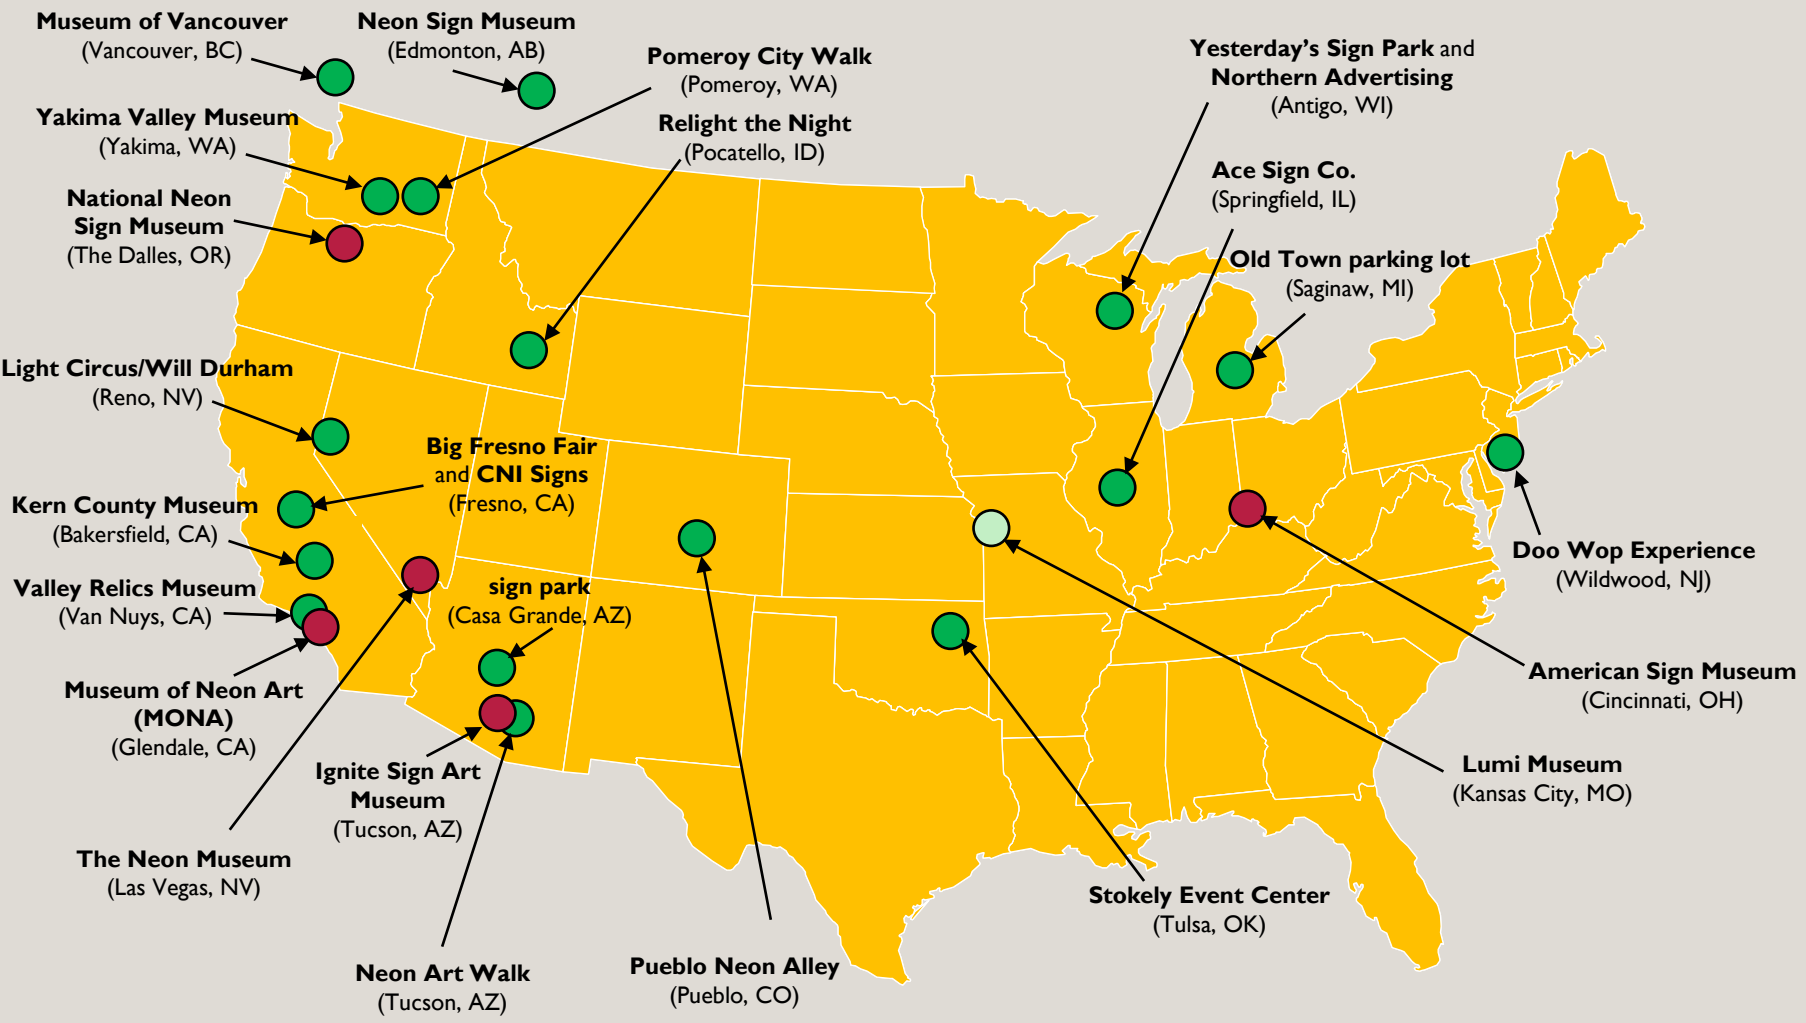 Museum of Vancouver
(Vancouver, BC)
Neon Sign Museum
(Edmonton, AB)
Pomeroy City Walk
(Pomeroy, WA)
Yesterday's Sign Park and
Northern Advertising
(Antigo, WI)
Yakima Valley Museum
(Yakima, WA)
Relight the Night
(Pocatello, ID)
Ace Sign Co.
(Springfield, IL)
National Neon
Sign Museum
(The Dalles, OR)
Old Town parking lot
(Saginaw, MI)
Light Circus/Will Durham
(Reno, NV)
Big Fresno Fair
and CNI Signs
(Fresno, CA)
Kern County Museum
(Bakersfield, CA)
Doo Wop Experience
(Wildwood, NJ)
Valley Relics Museum
(Van Nuys, CA)
sign park
(Casa Grande, AZ)
American Sign Museum
(Cincinnati, OH)
Museum of Neon Art
(MONA)
(Glendale, CA)
Ignite Sign Art
Museum
(Tucson, AZ)
Lumi Museum
(Kansas City, MO)
The Neon Museum
(Las Vegas, NV)
Stokely Event Center
(Tulsa, OK)
Neon Art Walk
(Tucson, AZ)
Pueblo Neon Alley
(Pueblo, CO)